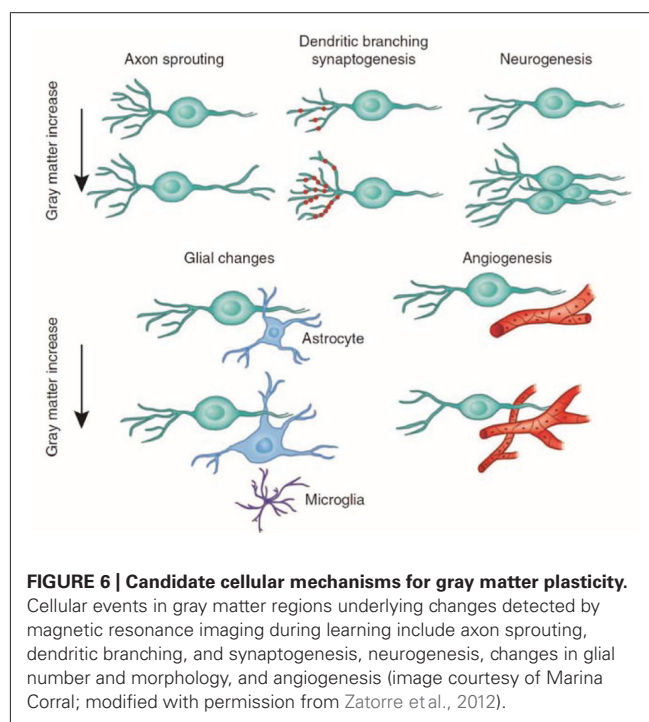 Axon sprouting
Dendritic branching
synaptogenesis
Neurogenesis
Gray matter increase
Glial changes
Angiogenesis
Astrocyte
Gray matter increase
Microglia
FIGURE 6 | Candidate cellular mechanisms for gray matter plasticity.
Cellular events in gray matter regions underlying changes detected by
magnetic resonance imaging during learning include axon sprouting,
dendritic branching, and synaptogenesis, neurogenesis, changes in glial
number and morphology, and angiogenesis (image courtesy of Marina
Corral; modified with permission from Zatorre et al., 2012).